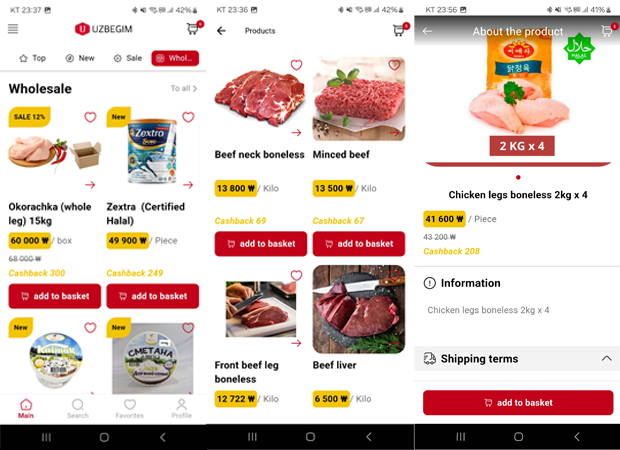 KT 23:37
42%
UZBEGIM
Top
New
Sale
Whol...
Wholesale
To all
SALE 12%
New
Zextra
Sure
Okorachka (whole
leg) 15kg
Zextra (Certified
Halal)
60 000 ₩ / box
49 900 ₩ / Piece
68 000 ₩
Cashback 300
Cashback 249
add to basket
add to basket
New
New
Kaimak
СМЕТАНА
Main
Search
Favorites
Profile
KT 23:36
42%
Products
Beef neck boneless
Minced beef
13 800 ₩ / Kilo
13 500 ₩ / Kilo
Cashback 69
Cashback 67
add to basket
add to basket
Front beef leg
boneless
Beef liver
12 722 ₩ / Kilo
6 500 ₩ / Kilo
KT 23:56
41%
About the product
닭정육
HALAL
2 KG x 4
Chicken legs boneless 2kg x 4
41 600 ₩ / Piece
43 200 ₩
Cashback 208
Information
Chicken legs boneless 2kg x 4
Shipping terms
add to basket